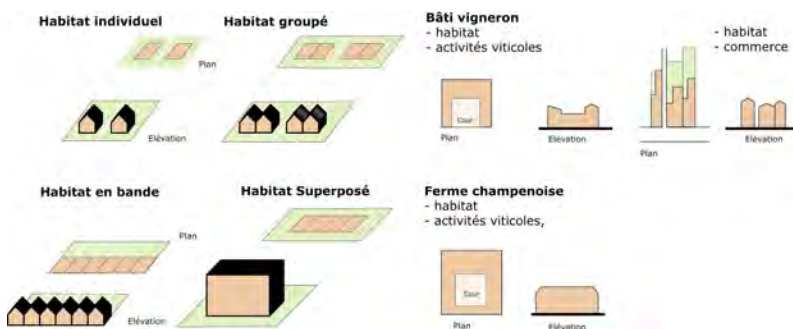 Habitat individuel
Plan
Elévation
Habitat groupé
Bâti vigneron
- habitat
- activités viticoles
Cour
Plan
Elévation
- habitat
- commerce
Plan
Elévation
Habitat en bande
Plan
Elévation
Habitat Superposé
Ferme champenoise
- habitat
- activités viticoles,
Cour
Plan
Elévation